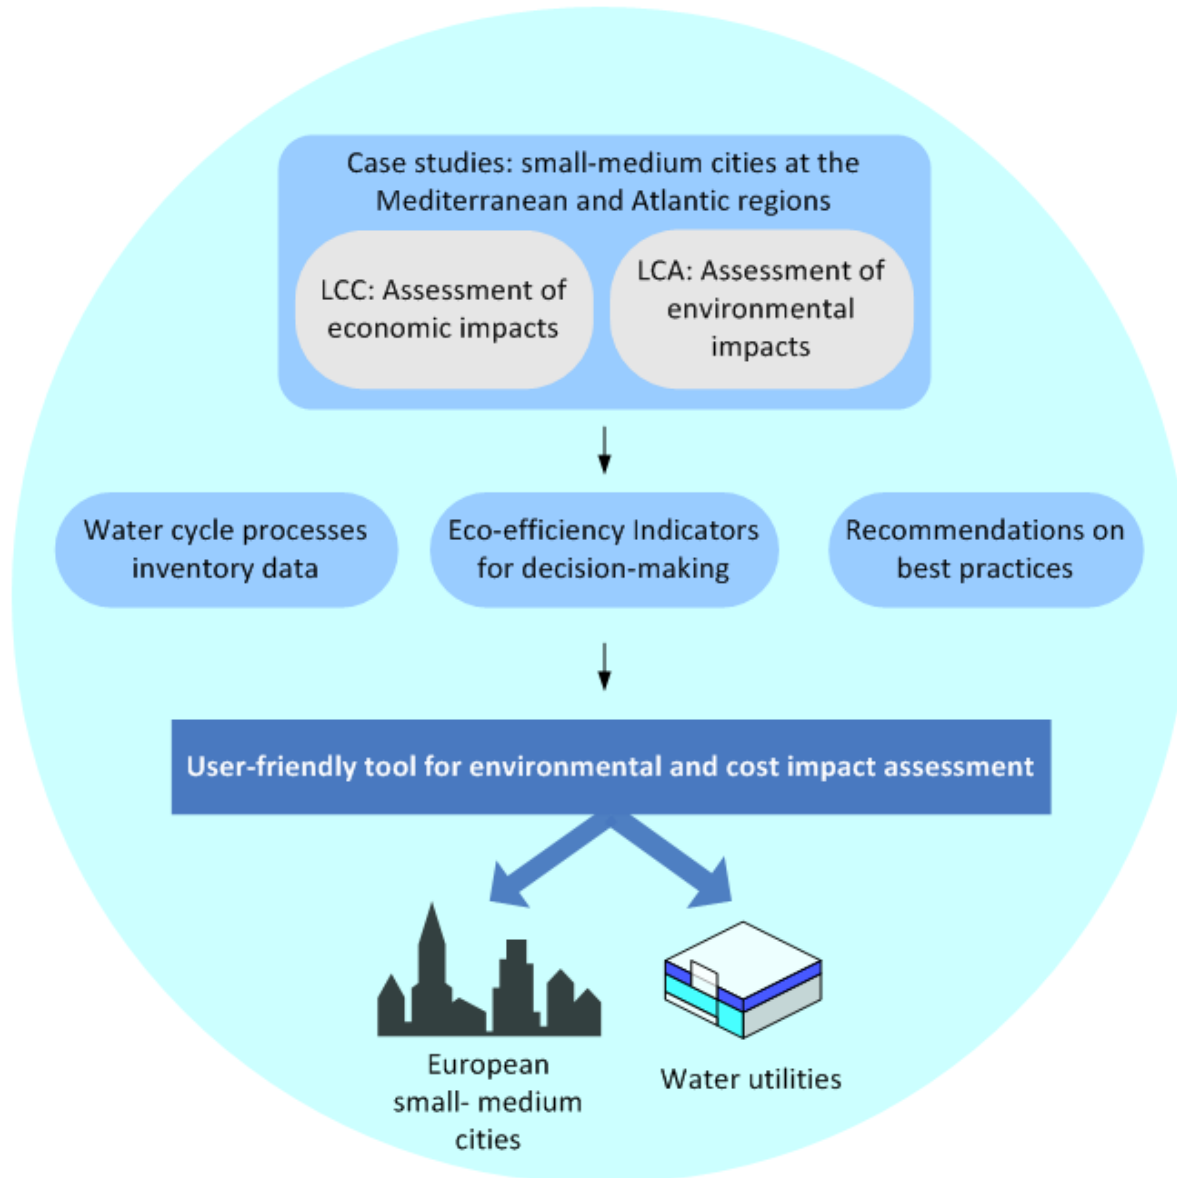 Case studies: small-medium cities at the
Mediterranean and Atlantic regions
LCC: Assessment of
economic impacts
LCA: Assessment of
environmental
impacts
Water cycle processes
inventory data
Eco-efficiency Indicators
for decision-making
Recommendations on
best practices
User-friendly tool for environmental and cost impact assessment
European
small- medium
cities
Water utilities